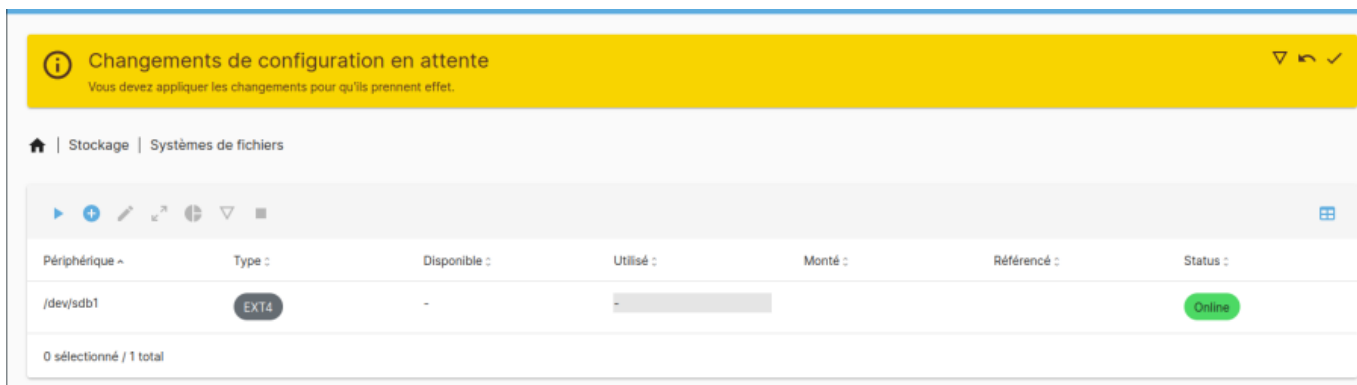 Changements de configuration en attente
Vous devez appliquer les changements pour qu'ils prennent effet.
| Stockage | Systèmes de fichiers
Périphérique Type Disponible Utilisé Monté Référencé Status
/dev/sdb1 EXT4 - - Online
0 sélectionné / 1 total